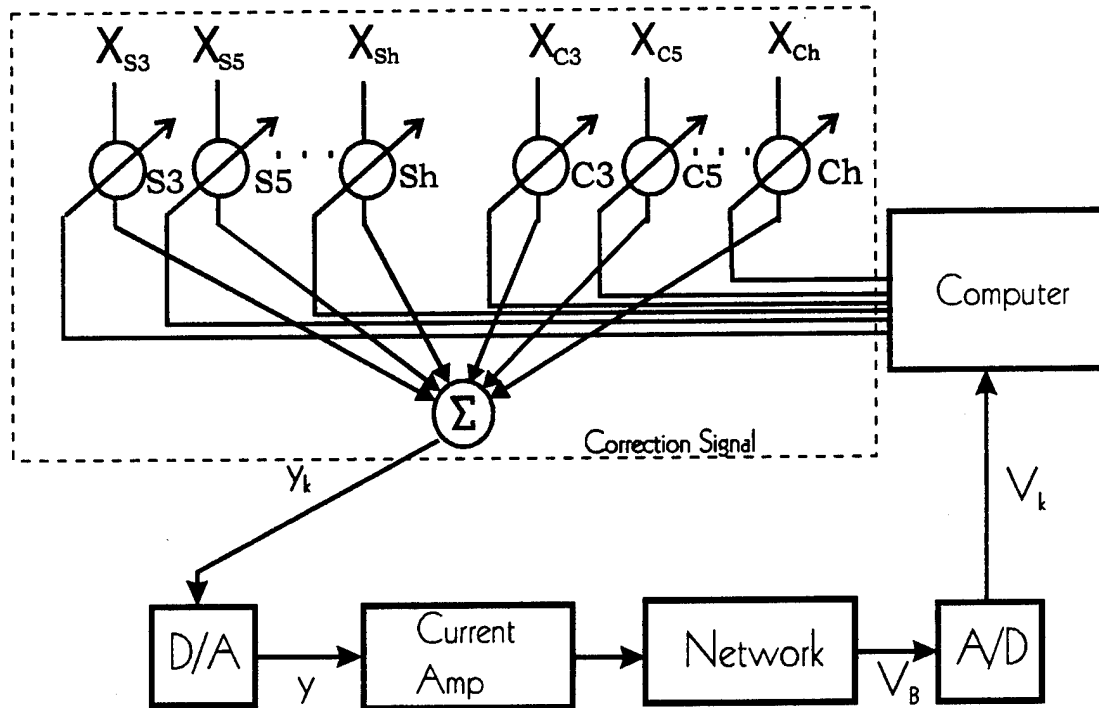 X_S3 X_S5 X_Sh X_C3 X_C5 X_Ch
S3 S5 .... Sh C3 C5 .... Ch
Computer
Σ
Correction Signal
y_k
V_k
D/A
y
Current
Amp
Network
V_B
A/D